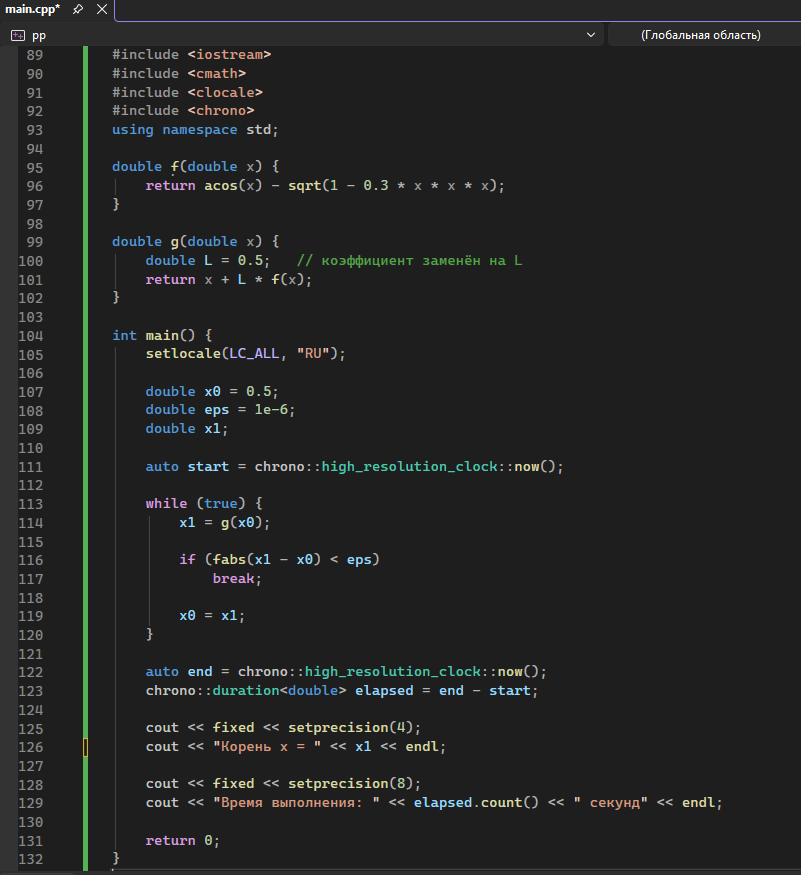 main.cpp*
pp (Глобальная область)
89 #include <iostream>
90 #include <cmath>
91 #include <clocale>
92 #include <chrono>
93 using namespace std;
94
95 double f(double x) {
96 return acos(x) - sqrt(1 - 0.3 * x * x * x);
97 }
98
99 double g(double x) {
100 double L = 0.5; // коэффициент заменён на L
101 return x + L * f(x);
102 }
103
104 int main() {
105 setlocale(LC_ALL, "RU");
106
107 double x0 = 0.5;
108 double eps = 1e-6;
109 double x1;
110
111 auto start = chrono::high_resolution_clock::now();
112
113 while (true) {
114 x1 = g(x0);
115
116 if (fabs(x1 - x0) < eps)
117 break;
118
119 x0 = x1;
120 }
121
122 auto end = chrono::high_resolution_clock::now();
123 chrono::duration<double> elapsed = end - start;
124
125 cout << fixed << setprecision(4);
126 cout << "Корень x = " << x1 << endl;
127
128 cout << fixed << setprecision(8);
129 cout << "Время выполнения: " << elapsed.count() << " секунд" << endl;
130
131 return 0;
132 }